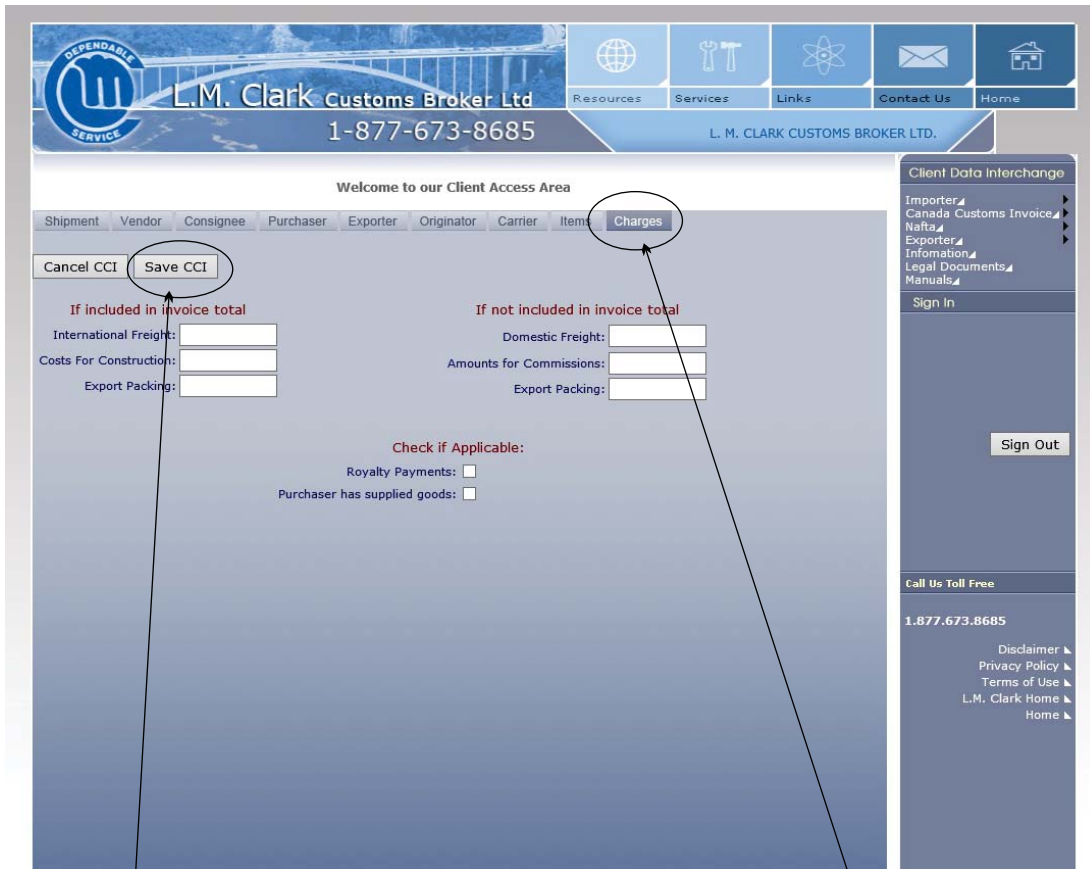 DEPENDABLE
SERVICE
L.M. Clark Customs Broker Ltd
1-877-673-8685
Resources
Services
Links
Contact Us
Home
L. M. CLARK CUSTOMS BROKER LTD.
Welcome to our Client Access Area
Shipment Vendor Consignee Purchaser Exporter Originator Carrier Items Charges
Cancel CCI Save CCI
If included in invoice total
International Freight:
Costs For Construction:
Export Packing:
If not included in invoice total
Domestic Freight:
Amounts for Commissions:
Export Packing:
Check if Applicable:
Royalty Payments:
Purchaser has supplied goods:
Client Data Interchange
Importer
Canada Customs Invoice
Nafta
Exporter
Infomation
Legal Documents
Manuals
Sign In
Sign Out
Call Us Toll Free
1.877.673.8685
Disclaimer
Privacy Policy
Terms of Use
L.M. Clark Home
Home